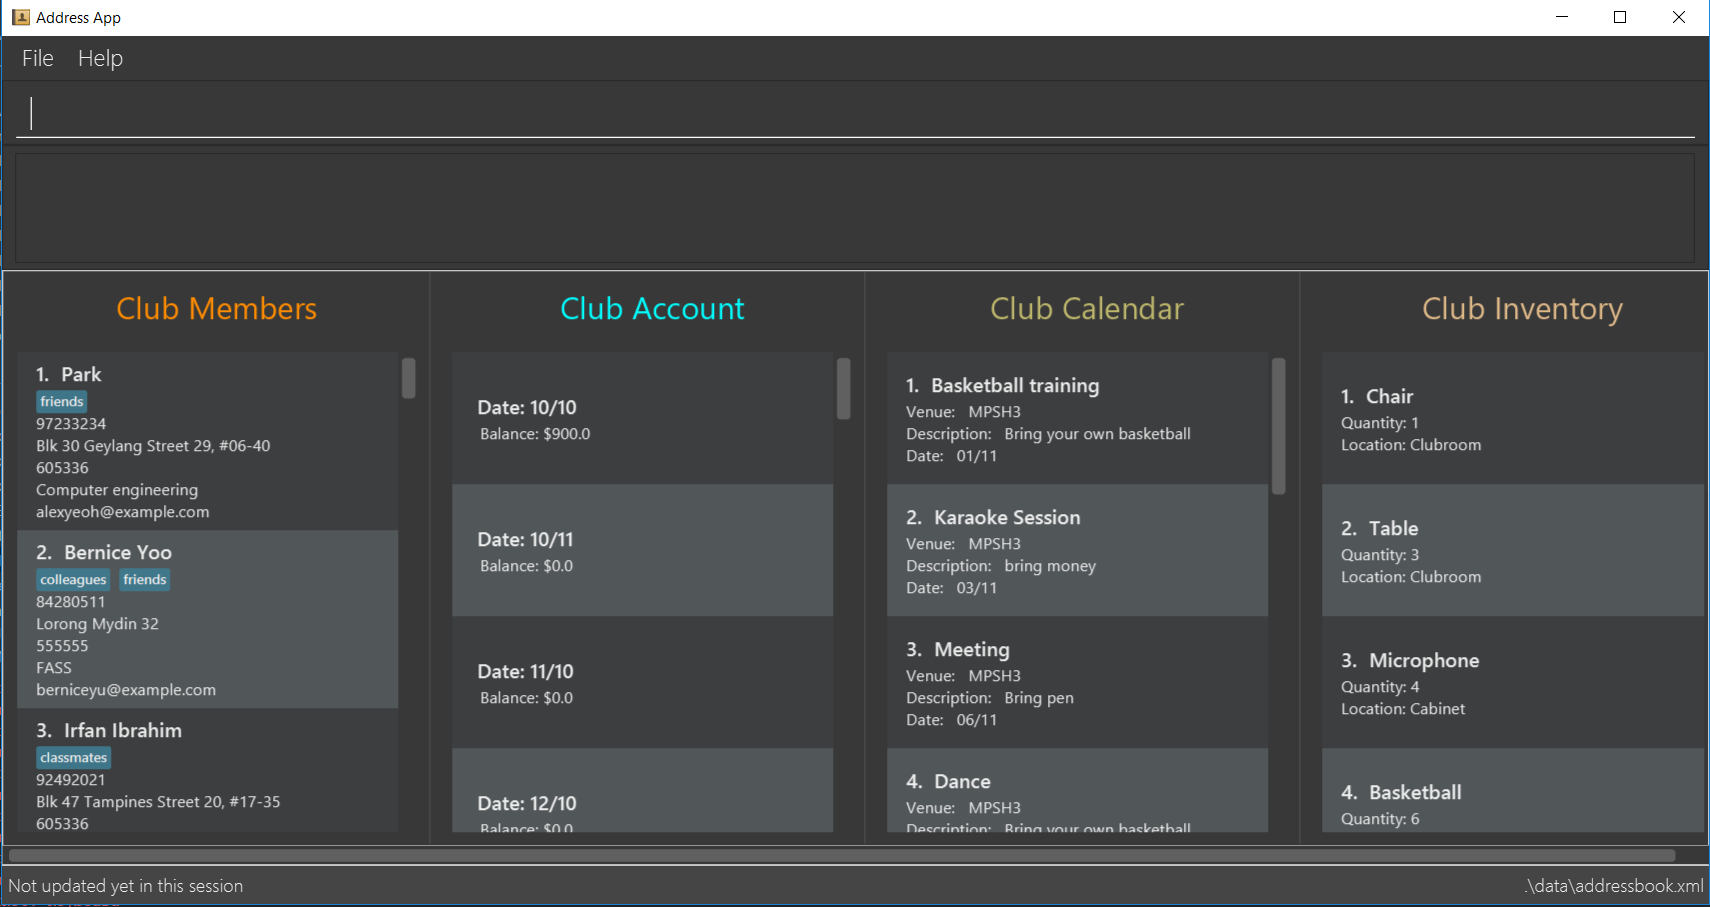 Address App
File Help
Club Members
1. Park
friends
97233234
Blk 30 Geylang Street 29, #06-40
605336
Computer engineering
alexyeoh@example.com
2. Bernice Yoo
colleagues friends
84280511
Lorong Mydin 32
555555
FASS
berniceyu@example.com
3. Irfan Ibrahim
classmates
92492021
Blk 47 Tampines Street 20, #17-35
605336
Club Account
Date: 10/10
Balance: $900.0
Date: 10/11
Balance: $0.0
Date: 11/10
Balance: $0.0
Date: 12/10
Balance: $0.0
Club Calendar
1. Basketball training
Venue: MPSH3
Description: Bring your own basketball
Date: 01/11
2. Karaoke Session
Venue: MPSH3
Description: bring money
Date: 03/11
3. Meeting
Venue: MPSH3
Description: Bring pen
Date: 06/11
4. Dance
Venue: MPSH3
Description: Bring your own basketball
Club Inventory
1. Chair
Quantity: 1
Location: Clubroom
2. Table
Quantity: 3
Location: Clubroom
3. Microphone
Quantity: 4
Location: Cabinet
4. Basketball
Quantity: 6
Not updated yet in this session
.\data\addressbook.xml